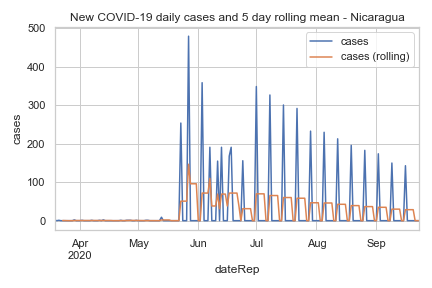 New COVID-19 daily cases and 5 day rolling mean - Nicaragua
cases
cases (rolling)
500
400
300
200
100
0
cases
Apr May Jun Jul Aug Sep
2020
dateRep